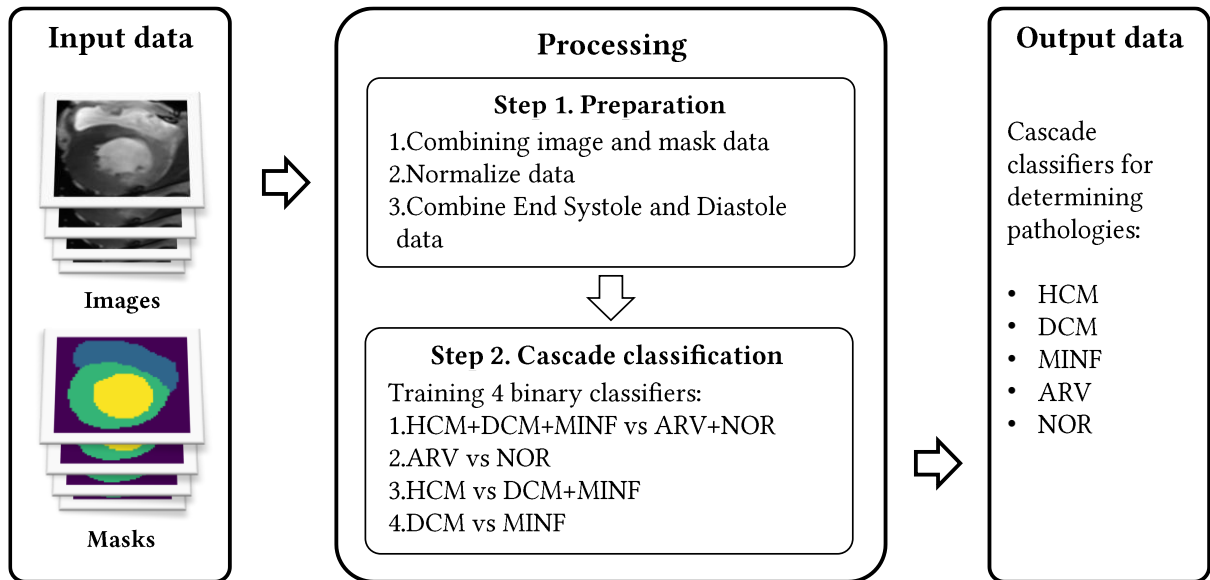 Input data
Images
Masks
Processing
Step 1. Preparation
1.Combining image and mask data
2.Normalize data
3.Combine End Systole and Diastole
data
Step 2. Cascade classification
Training 4 binary classifiers:
1.HCM+DCM+MINF vs ARV+NOR
2.ARV vs NOR
3.HCM vs DCM+MINF
4.DCM vs MINF
Output data
Cascade
classifiers for
determining
pathologies:
• HCM
• DCM
• MINF
• ARV
• NOR